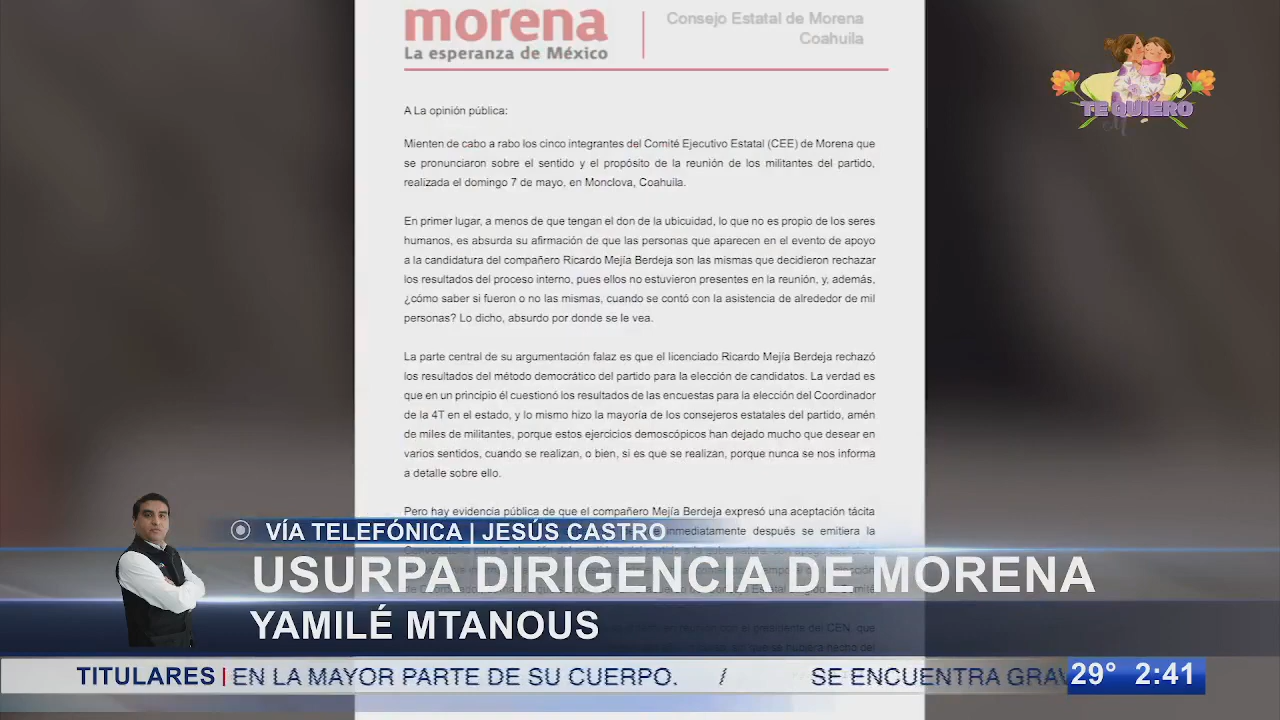 morena
La esperanza de México
Consejo Estatal de Morena
Coahuila
TE QUIERO
A La opinión pública:
Mienten de cabo a rabo los cinco integrantes del Comité Ejecutivo Estatal (CEE) de Morena que
se pronunciaron sobre el sentido y el propósito de la reunión de los militantes del partido,
realizada el domingo 7 de mayo, en Monclova, Coahuila.
En primer lugar, a menos de que tengan el don de la ubicuidad, lo que no es propio de los seres
humanos, es absurda su afirmación de que las personas que aparecen en el evento de apoyo
a la candidatura del compañero Ricardo Mejía Berdeja son las mismas que decidieron rechazar
los resultados del proceso interno, pues ellos no estuvieron presentes en la reunión, y, además,
¿cómo saber si fueron o no las mismas, cuando se contó con la asistencia de alrededor de mil
personas? Lo dicho, absurdo por donde se le vea.
La parte central de su argumentación falaz es que el licenciado Ricardo Mejía Berdeja rechazó
los resultados del método democrático del partido para la elección de candidatos. La verdad es
que en un principio él cuestionó los resultados de las encuestas para la elección del Coordinador
de la 4T en el estado, y lo mismo hizo la mayoría de los consejeros estatales del partido, amén
de miles de militantes, porque estos ejercicios demoscópicos han dejado mucho que desear en
varios sentidos, cuando se realizan, o bien, si es que se realizan, porque nunca se nos informa
a detalle sobre ello.
Pero hay evidencia pública de que el compañero Mejía Berdeja expresó una aceptación tácita
inmediatamente después se emitiera la
VÍA TELEFÓNICA | JESÚS CASTRO
USURPA DIRIGENCIA DE MORENA
YAMILÉ MTANOUS
TITULARES | EN LA MAYOR PARTE DE SU CUERPO. / SE ENCUENTRA GRAV
29° 2:41